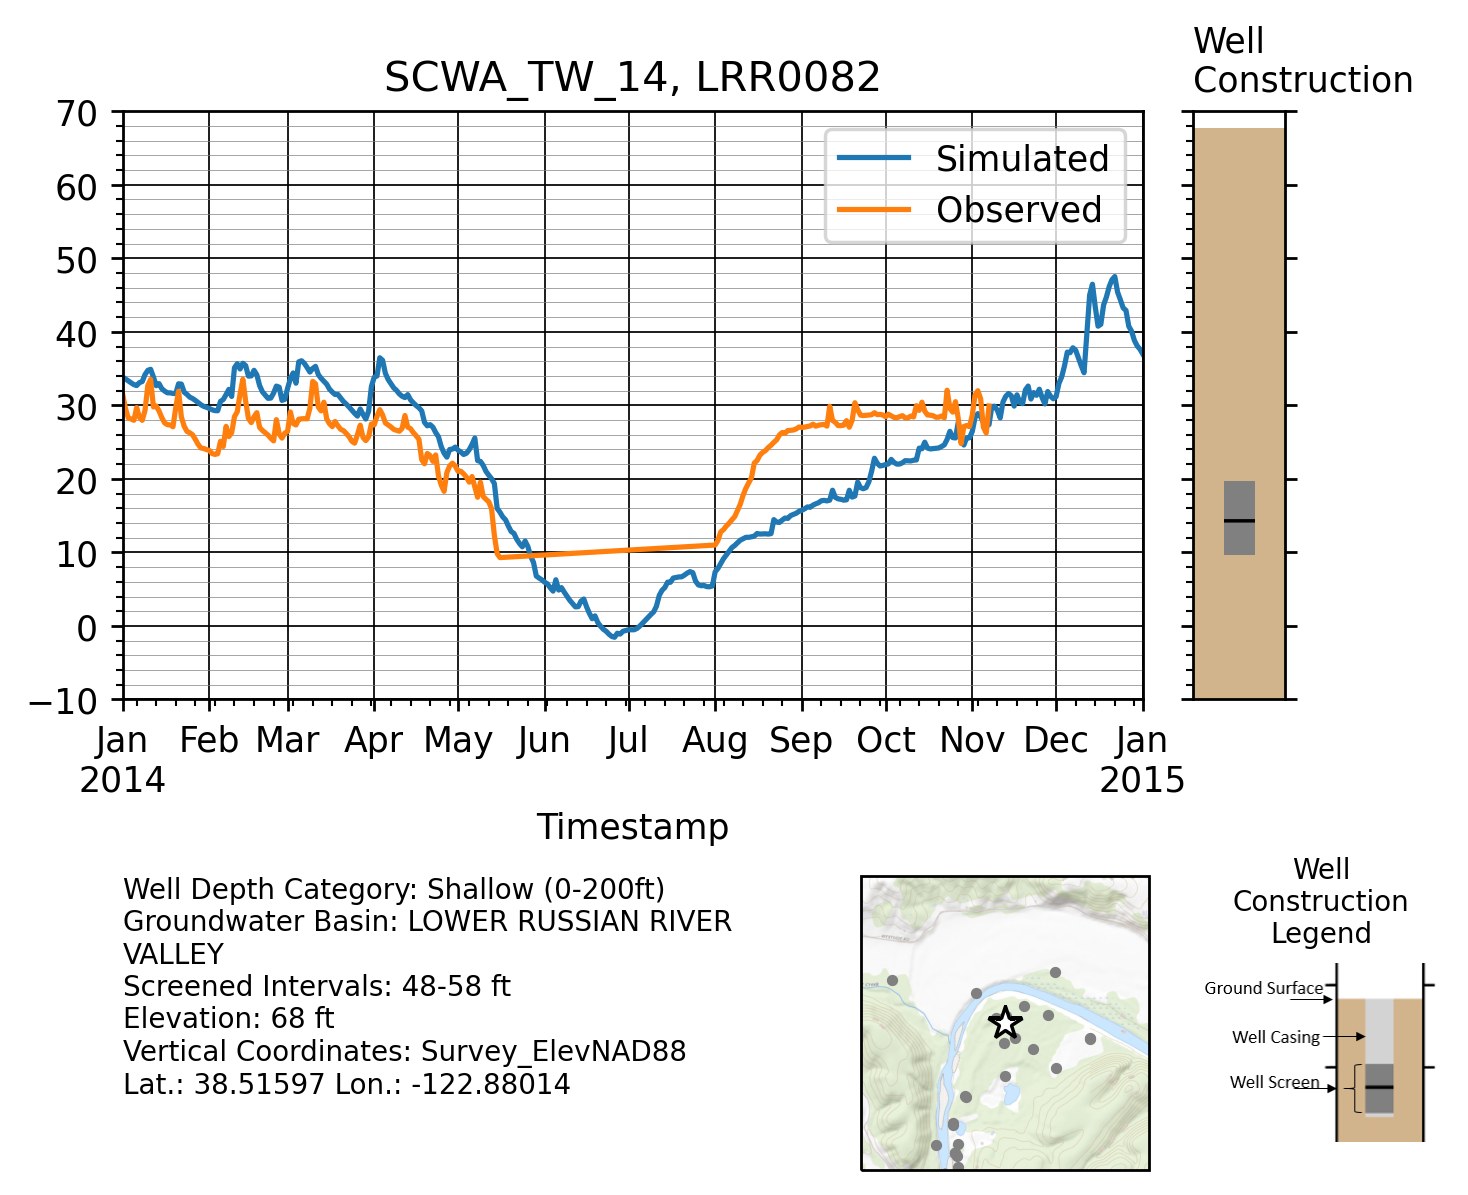 Well
Construction
SCWA_TW_14, LRR0082
70
60
50
40
30
20
10
0
−10
Simulated
Observed
Jan Feb Mar Apr May Jun Jul Aug Sep Oct Nov Dec Jan
2014 2015
Timestamp
Well Depth Category: Shallow (0-200ft)
Groundwater Basin: LOWER RUSSIAN RIVER
VALLEY
Screened Intervals: 48-58 ft
Elevation: 68 ft
Vertical Coordinates: Survey_ElevNAD88
Lat.: 38.51597 Lon.: -122.88014
Well
Construction
Legend
Ground Surface
Well Casing
Well Screen